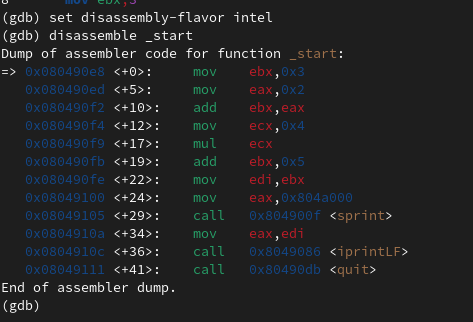 8 mov ebx,3
(gdb) set disassembly-flavor intel
(gdb) disassemble _start
Dump of assembler code for function _start:
=> 0x080490e8 <+0>: mov ebx,0x3
0x080490ed <+5>: mov eax,0x2
0x080490f2 <+10>: add ebx,eax
0x080490f4 <+12>: mov ecx,0x4
0x080490f9 <+17>: mul ecx
0x080490fb <+19>: add ebx,0x5
0x080490fe <+22>: mov edi,ebx
0x08049100 <+24>: mov eax,0x804a000
0x08049105 <+29>: call 0x804900f <sprint>
0x0804910a <+34>: mov eax,edi
0x0804910c <+36>: call 0x8049086 <iprintLF>
0x08049111 <+41>: call 0x80490db <quit>
End of assembler dump.
(gdb)